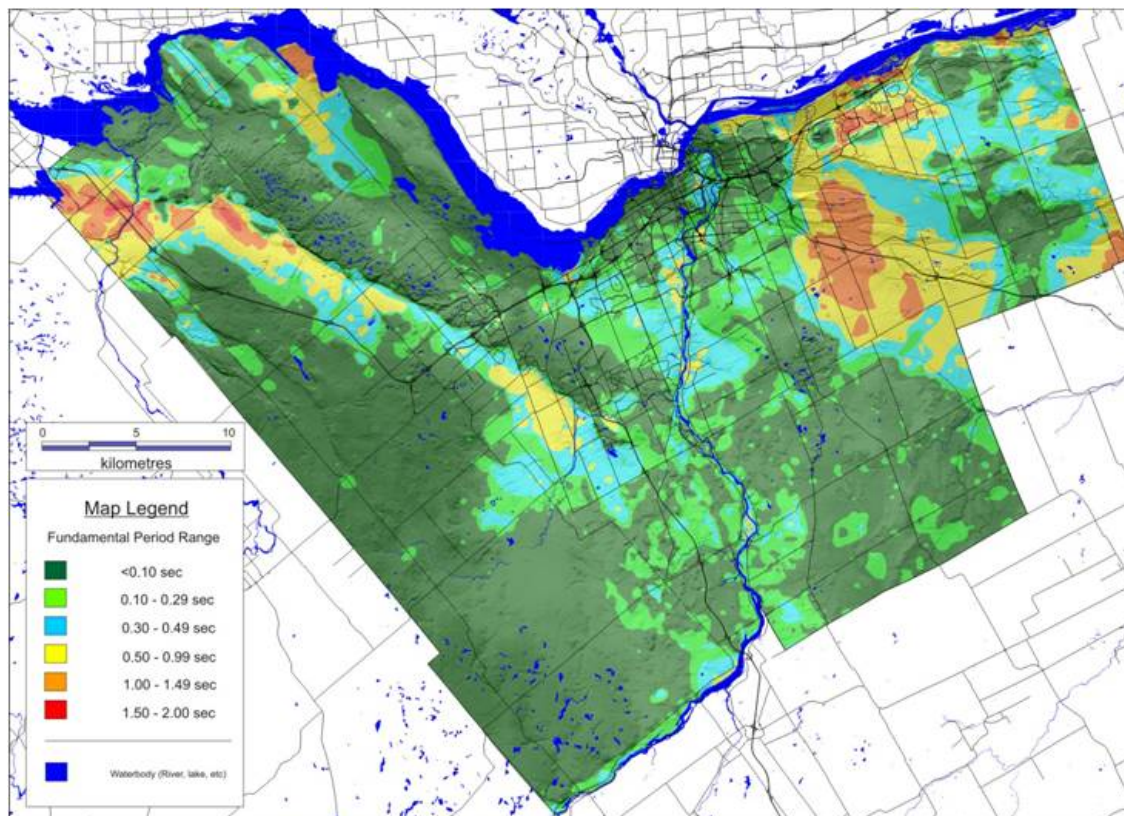 0 5 10
kilometres
Map Legend
Fundamental Period Range
<0.10 sec
0.10 - 0.29 sec
0.30 - 0.49 sec
0.50 - 0.99 sec
1.00 - 1.49 sec
1.50 - 2.00 sec
Waterbody (River, lake, etc)